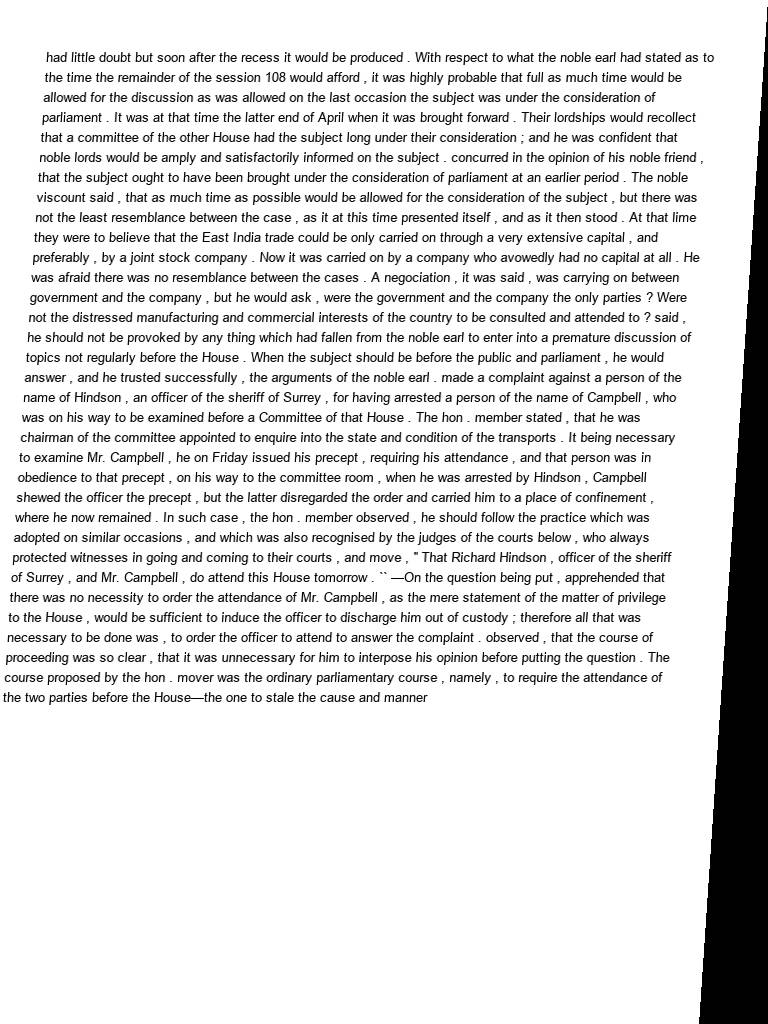 had little doubt but soon after the recess it would be produced . With respect to what the noble earl had stated as to
the time the remainder of the session 108 would afford , it was highly probable that full as much time would be
allowed for the discussion as was allowed on the last occasion the subject was under the consideration of
parliament . It was at that time the latter end of April when it was brought forward . Their lordships would recollect
that a committee of the other House had the subject long under their consideration ; and he was confident that
noble lords would be amply and satisfactorily informed on the subject . concurred in the opinion of his noble friend ,
that the subject ought to have been brought under the consideration of parliament at an earlier period . The noble
viscount said , that as much time as possible would be allowed for the consideration of the subject , but there was
not the least resemblance between the case , as it at this time presented itself , and as it then stood . At that lime
they were to believe that the East India trade could be only carried on through a very extensive capital , and
preferably , by a joint stock company . Now it was carried on by a company who avowedly had no capital at all . He
was afraid there was no resemblance between the cases . A negociation , it was said , was carrying on between
government and the company , but he would ask , were the government and the company the only parties ? Were
not the distressed manufacturing and commercial interests of the country to be consulted and attended to ? said ,
he should not be provoked by any thing which had fallen from the noble earl to enter into a premature discussion of
topics not regularly before the House . When the subject should be before the public and parliament , he would
answer , and he trusted successfully , the arguments of the noble earl . made a complaint against a person of the
name of Hindson , an officer of the sheriff of Surrey , for having arrested a person of the name of Campbell , who
was on his way to be examined before a Committee of that House . The hon . member stated , that he was
chairman of the committee appointed to enquire into the state and condition of the transports . It being necessary
to examine Mr. Campbell , he on Friday issued his precept , requiring his attendance , and that person was in
obedience to that precept , on his way to the committee room , when he was arrested by Hindson , Campbell
shewed the officer the precept , but the latter disregarded the order and carried him to a place of confinement ,
where he now remained . In such case , the hon . member observed , he should follow the practice which was
adopted on similar occasions , and which was also recognised by the judges of the courts below , who always
protected witnesses in going and coming to their courts , and move , " That Richard Hindson , officer of the sheriff
of Surrey , and Mr. Campbell , do attend this House tomorrow . `` —On the question being put , apprehended that
there was no necessity to order the attendance of Mr. Campbell , as the mere statement of the matter of privilege
to the House , would be sufficient to induce the officer to discharge him out of custody ; therefore all that was
necessary to be done was , to order the officer to attend to answer the complaint . observed , that the course of
proceeding was so clear , that it was unnecessary for him to interpose his opinion before putting the question . The
course proposed by the hon . mover was the ordinary parliamentary course , namely , to require the attendance of
the two parties before the House—the one to stale the cause and manner